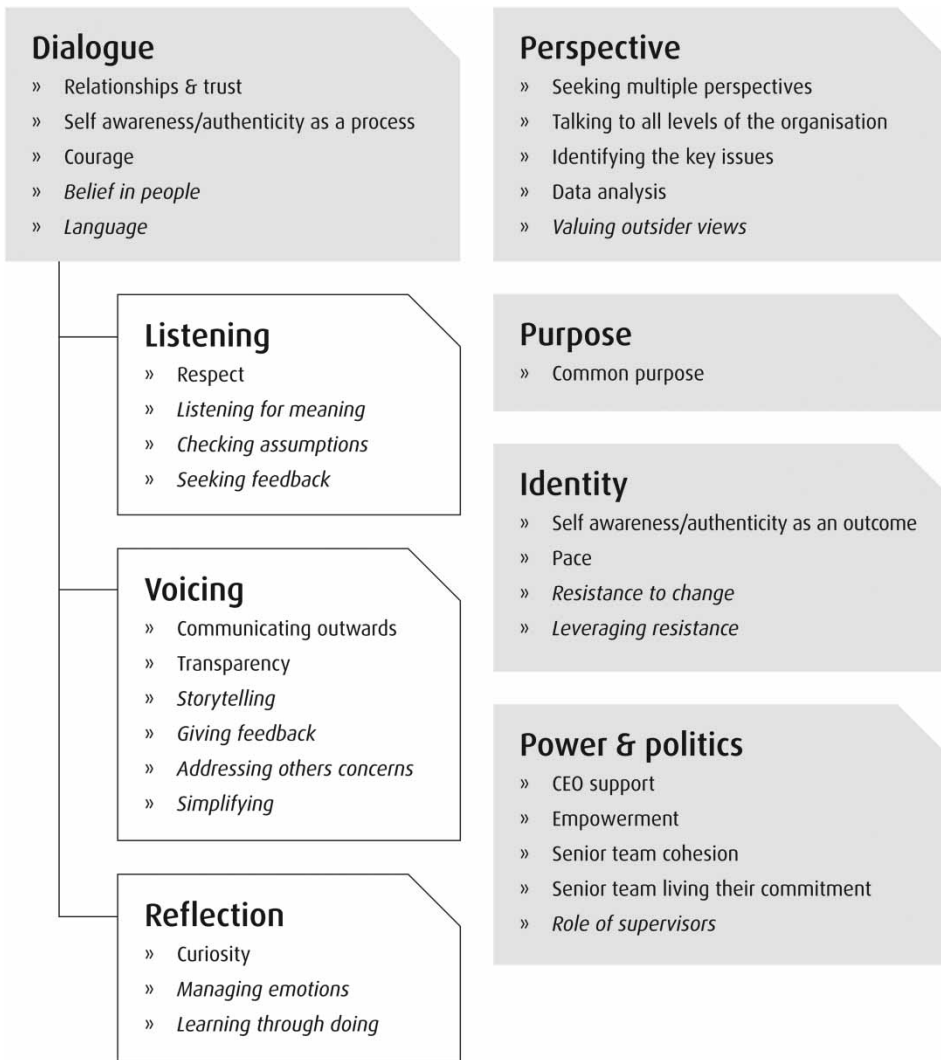 Dialogue
» Relationships & trust
» Self awareness/authenticity as a process
» Courage
» Belief in people
» Language
Listening
» Respect
» Listening for meaning
» Checking assumptions
» Seeking feedback
Voicing
» Communicating outwards
» Transparency
» Storytelling
» Giving feedback
» Addressing others concerns
» Simplifying
Reflection
» Curiosity
» Managing emotions
» Learning through doing
Perspective
» Seeking multiple perspectives
» Talking to all levels of the organisation
» Identifying the key issues
» Data analysis
» Valuing outsider views
Purpose
» Common purpose
Identity
» Self awareness/authenticity as an outcome
» Pace
» Resistance to change
» Leveraging resistance
Power & politics
» CEO support
» Empowerment
» Senior team cohesion
» Senior team living their commitment
» Role of supervisors